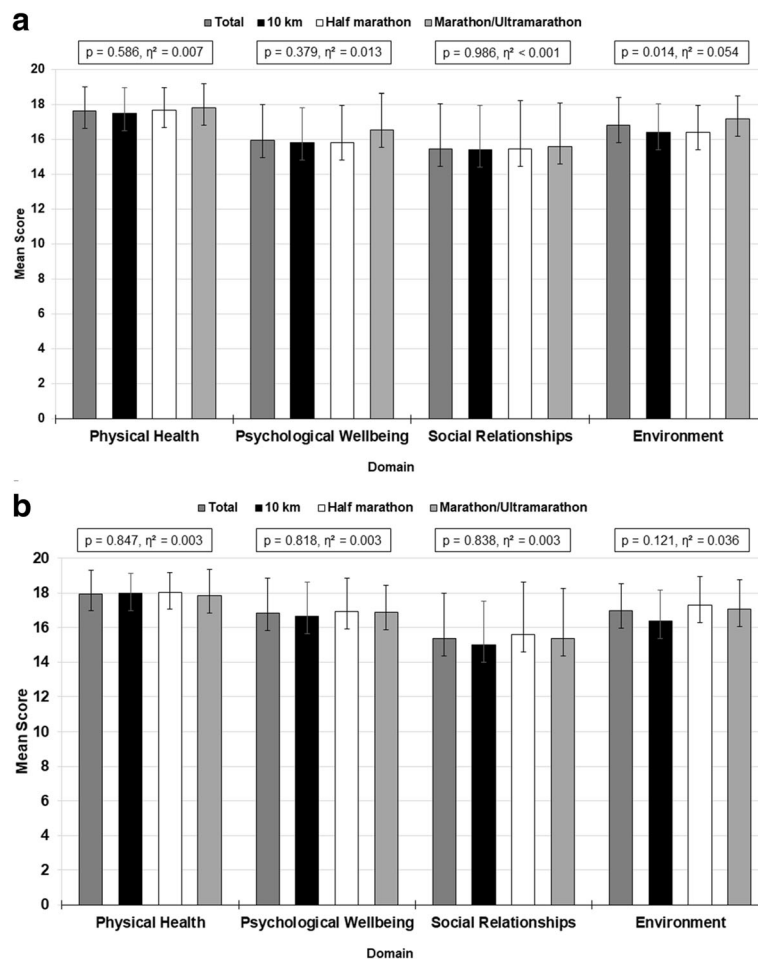 a
Total 10 km Half marathon Marathon/Ultramarathon
p = 0.586, η² = 0.007 p = 0.379, η² = 0.013 p = 0.986, η² < 0.001 p = 0.014, η² = 0.054
20
18
16
14
12
10
8
6
4
2
0
Mean Score
Physical Health Psychological Wellbeing Social Relationships Environment
Domain
b
Total 10 km Half marathon Marathon/Ultramarathon
p = 0.847, η² = 0.003 p = 0.818, η² = 0.003 p = 0.838, η² = 0.003 p = 0.121, η² = 0.036
20
18
16
14
12
10
8
6
4
2
0
Mean Score
Physical Health Psychological Wellbeing Social Relationships Environment
Domain